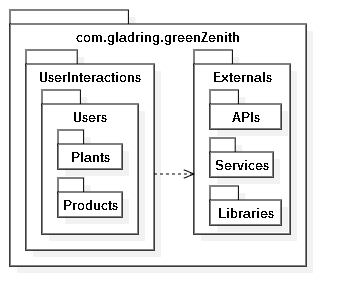 com.gladring.greenZenith
UserInteractions
Users
Plants
Products
Externals
APIs
Services
Libraries